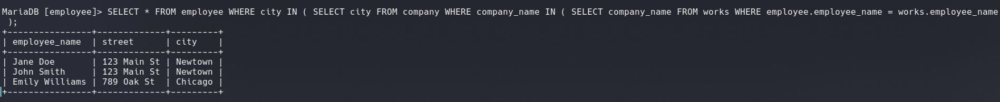 MariaDB [employee]> SELECT * FROM employee WHERE city IN ( SELECT city FROM company WHERE company_name IN ( SELECT company_name FROM works WHERE employee.employee_name = works.employee_name
 );
+----------------+-------------+---------+
| employee_name  | street      | city    |
+----------------+-------------+---------+
| Jane Doe       | 123 Main St | Newtown |
| John Smith     | 123 Main St | Newtown |
| Emily Williams | 789 Oak St  | Chicago |
+----------------+-------------+---------+